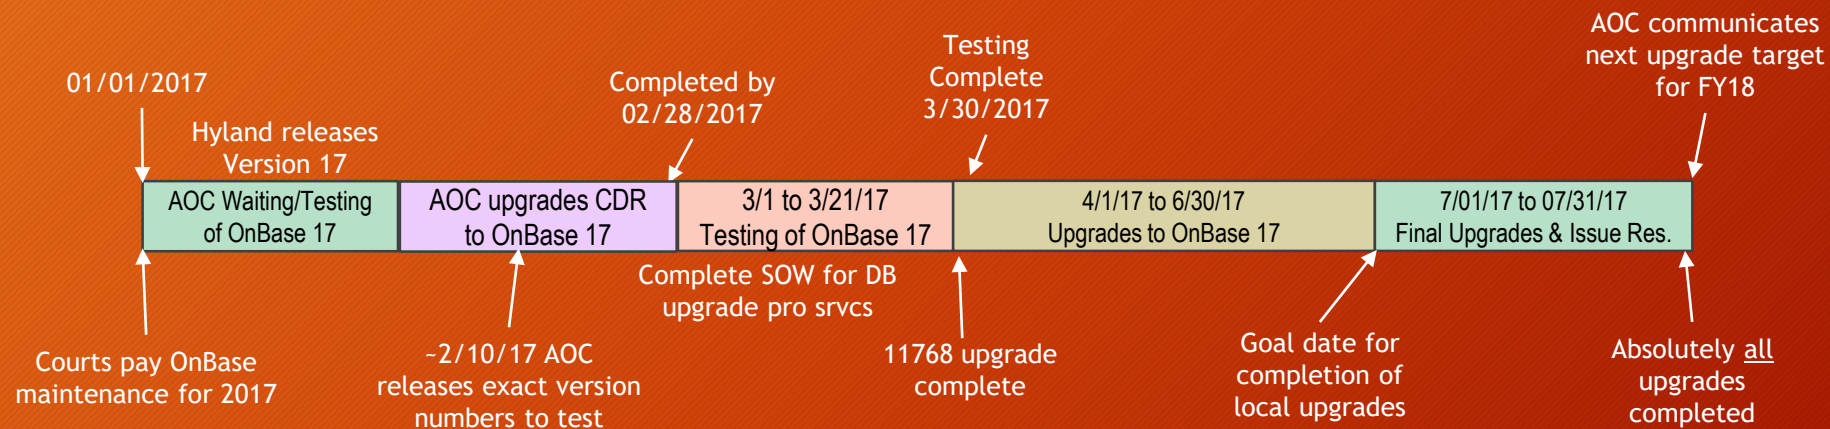 01/01/2017
Hyland releases
Version 17
Completed by
02/28/2017
Testing
Complete
3/30/2017
AOC communicates
next upgrade target
for FY18
AOC Waiting/Testing
of OnBase 17
AOC upgrades CDR
to OnBase 17
3/1 to 3/21/17
Testing of OnBase 17
4/1/17 to 6/30/17
Upgrades to OnBase 17
7/01/17 to 07/31/17
Final Upgrades & Issue Res.
Courts pay OnBase
maintenance for 2017
~2/10/17 AOC
releases exact version
numbers to test
Complete SOW for DB
upgrade pro srvcs
11768 upgrade
complete
Goal date for
completion of
local upgrades
Absolutely all
upgrades
completed